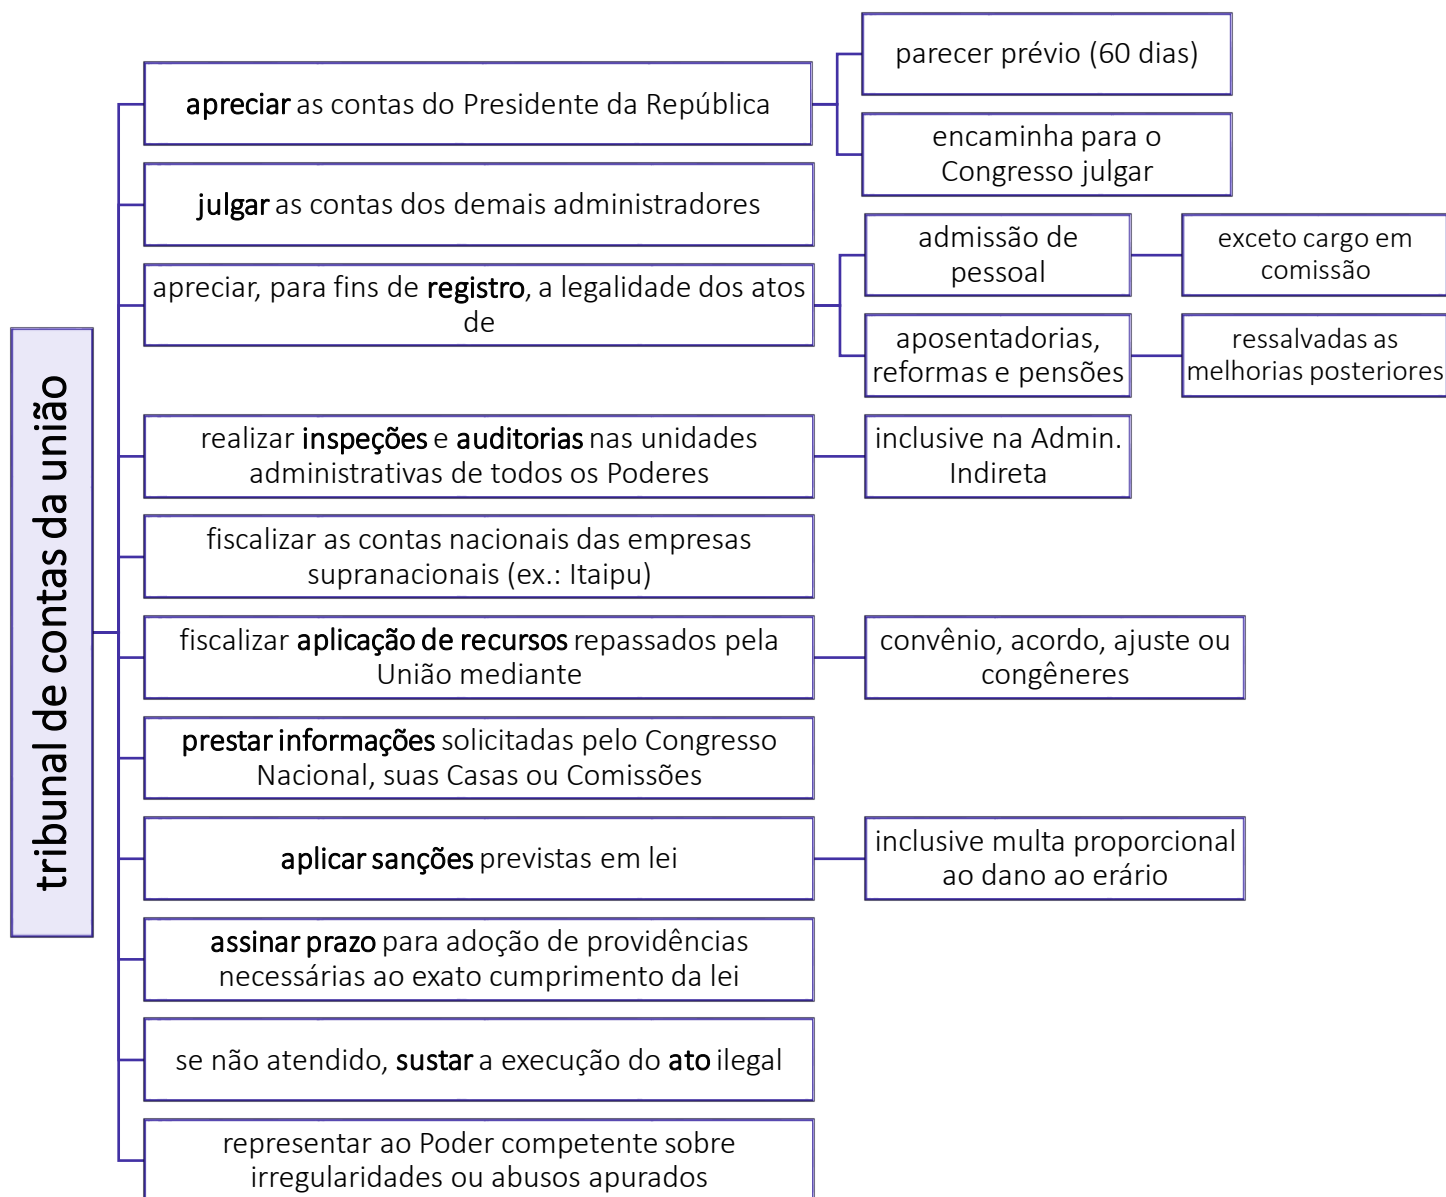 tribunal de contas da união
apreciar as contas do Presidente da República
parecer prévio (60 dias)
encaminha para o
Congresso julgar
julgar as contas dos demais administradores
apreciar, para fins de registro, a legalidade dos atos
de
admissão de
pessoal
exceto cargo em
comissão
aposentadorias,
reformas e pensões
ressalvadas as
melhorias posteriores
realizar inspeções e auditorias nas unidades
administrativas de todos os Poderes
inclusive na Admin.
Indireta
fiscalizar as contas nacionais das empresas
supranacionais (ex.: Itaipu)
fiscalizar aplicação de recursos repassados pela
União mediante
convênio, acordo, ajuste ou
congêneres
prestar informações solicitadas pelo Congresso
Nacional, suas Casas ou Comissões
aplicar sanções previstas em lei
inclusive multa proporcional
ao dano ao erário
assinar prazo para adoção de providências
necessárias ao exato cumprimento da lei
se não atendido, sustar a execução do ato ilegal
representar ao Poder competente sobre
irregularidades ou abusos apurados